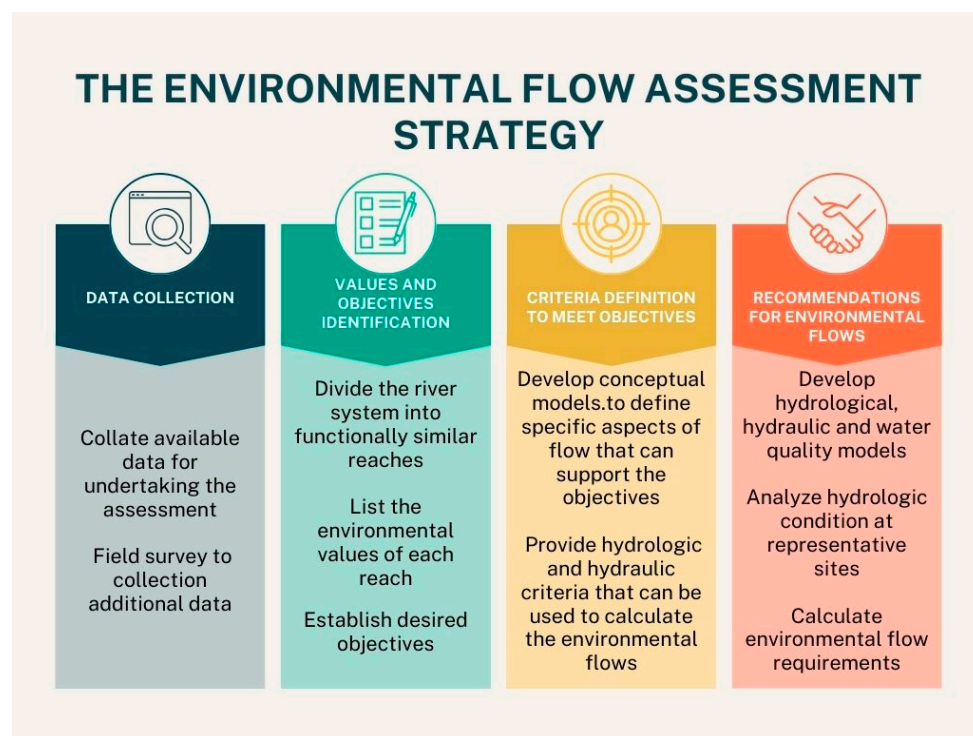 THE ENVIRONMENTAL FLOW ASSESSMENT
STRATEGY
DATA COLLECTION
Collate available
data for
undertaking the
assessment
Field survey to
collection
additional data
VALUES AND
OBJECTIVES
IDENTIFICATION
Divide the river
system into
functionally similar
reaches
List the
environmental
values of each
reach
Establish desired
objectives
CRITERIA DEFINITION
TO MEET OBJECTIVES
Develop conceptual
models.to define
specific aspects of
flow that can
support the
objectives
Provide hydrologic
and hydraulic
criteria that can be
used to calculate
the environmental
flows
RECOMMENDATIONS
FOR ENVIRONMENTAL
FLOWS
Develop
hydrological,
hydraulic and water
quality models
Analyze hydrologic
condition at
representative
sites
Calculate
environmental flow
requirements